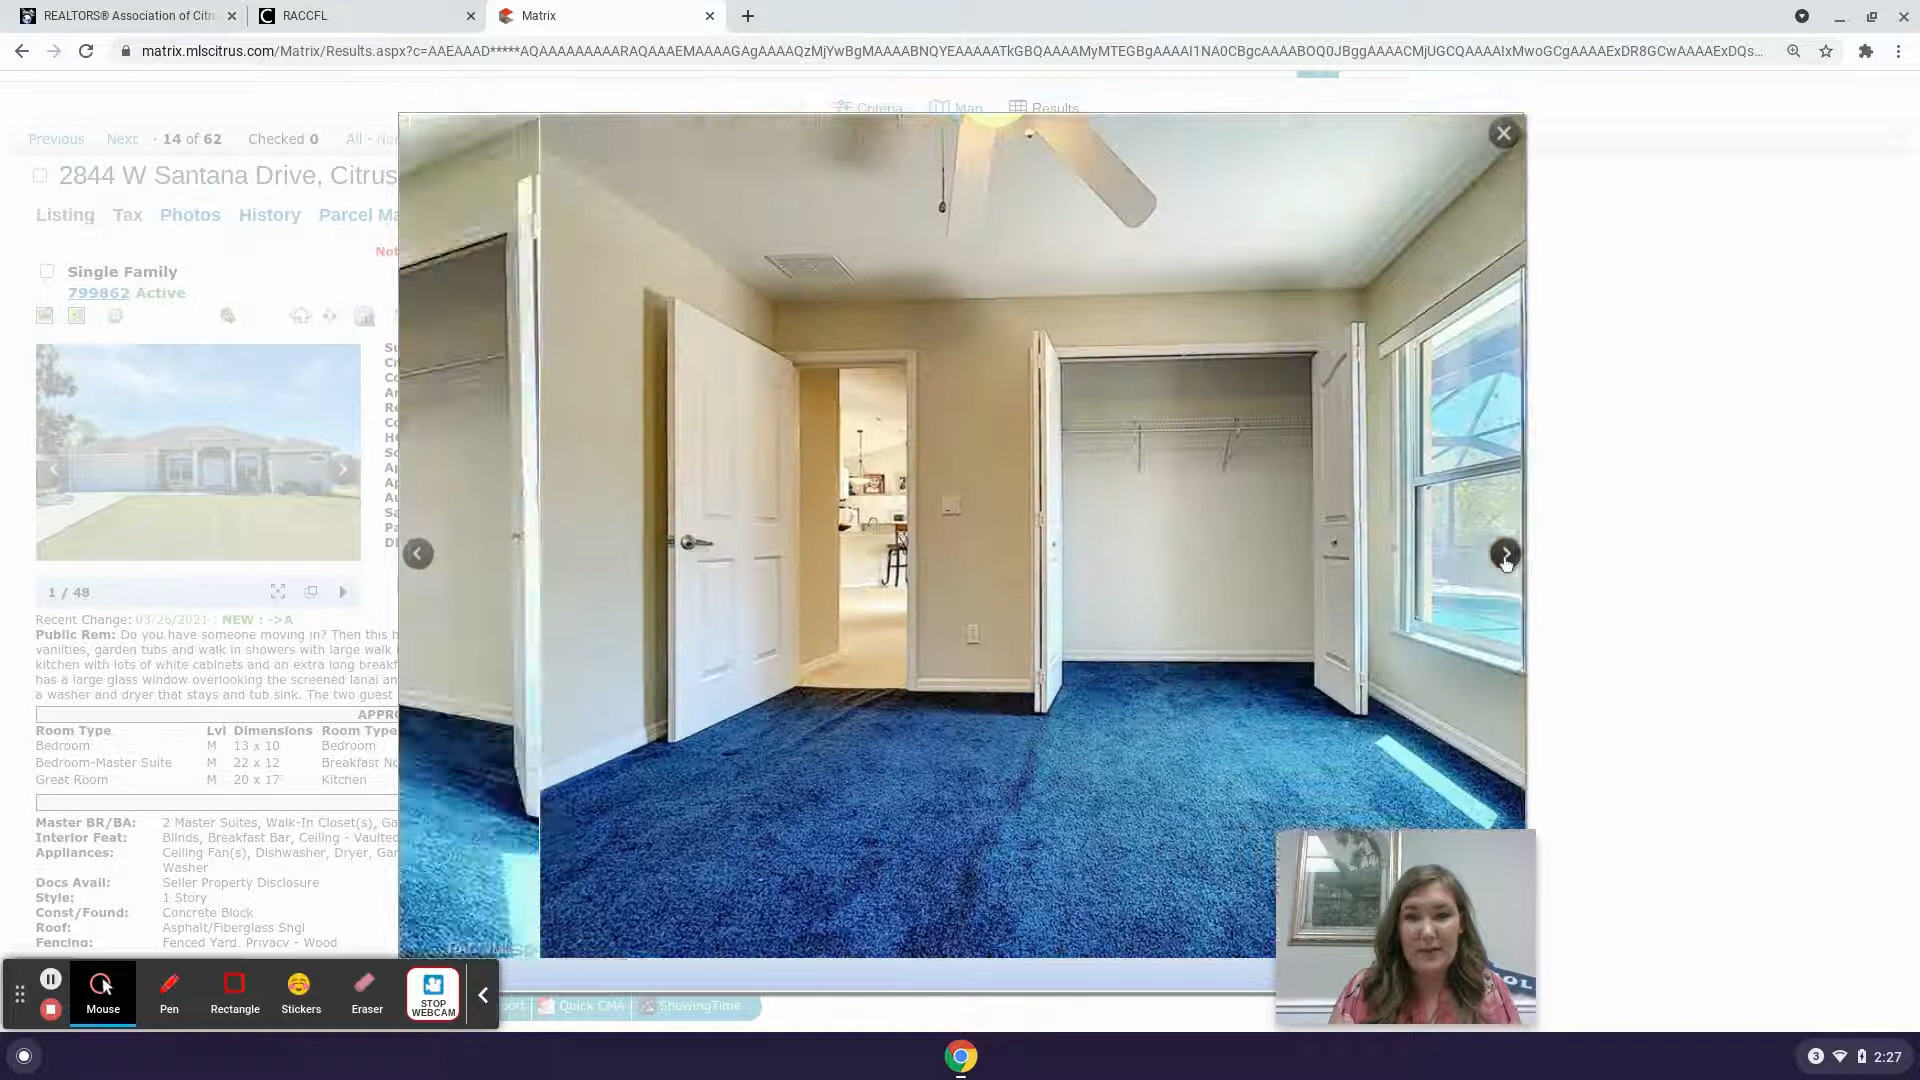 REALTORS® Association of Citru
RACCFL
Matrix
matrix.mlscitrus.com/Matrix/Results.aspx?c=AAEAAAD*****AQAAAAAAAAARAQAAAEMAAAAGAgAAAAQzMjYwBgMAAAABNQYEAAAAATkGBQAAAAMyMTEGBgAAAAI1NA0CBgcAAAABOQ0JBggAAAACMjUGCQAAAAIxMwoGCgAAAAExDR8GCwAAAAExDQs...
Criteria Map Results
Previous Next · 14 of 62 Checked 0 All - Non
2844 W Santana Drive, Citrus
Listing Tax Photos History Parcel Ma
Not
Single Family
799862 Active
1 / 48
Recent Change: 03/26/2021 : NEW : ->A
Public Rem: Do you have someone moving in? Then this h
vanities, garden tubs and walk in showers with large walk i
kitchen with lots of white cabinets and an extra long breakf
has a large glass window overlooking the screened lanai an
a washer and dryer that stays and tub sink. The two guest
APPRO
Room Type Lvl Dimensions Room Type
Bedroom M 13 x 10 Bedroom
Bedroom-Master Suite M 22 x 12 Breakfast No
Great Room M 20 x 17 Kitchen
Master BR/BA: 2 Master Suites, Walk-In Closet(s), Ga
Interior Feat: Blinds, Breakfast Bar, Ceiling - Vaulted
Appliances: Ceiling Fan(s), Dishwasher, Dryer, Gar
Washer
Docs Avail: Seller Property Disclosure
Style: 1 Story
Const/Found: Concrete Block
Roof: Asphalt/Fiberglass Shgl
Fencing: Fenced Yard, Privacy - Wood
port Quick CMA ShowingTime
Mouse Pen Rectangle Stickers Eraser STOP WEBCAM
3 2:27